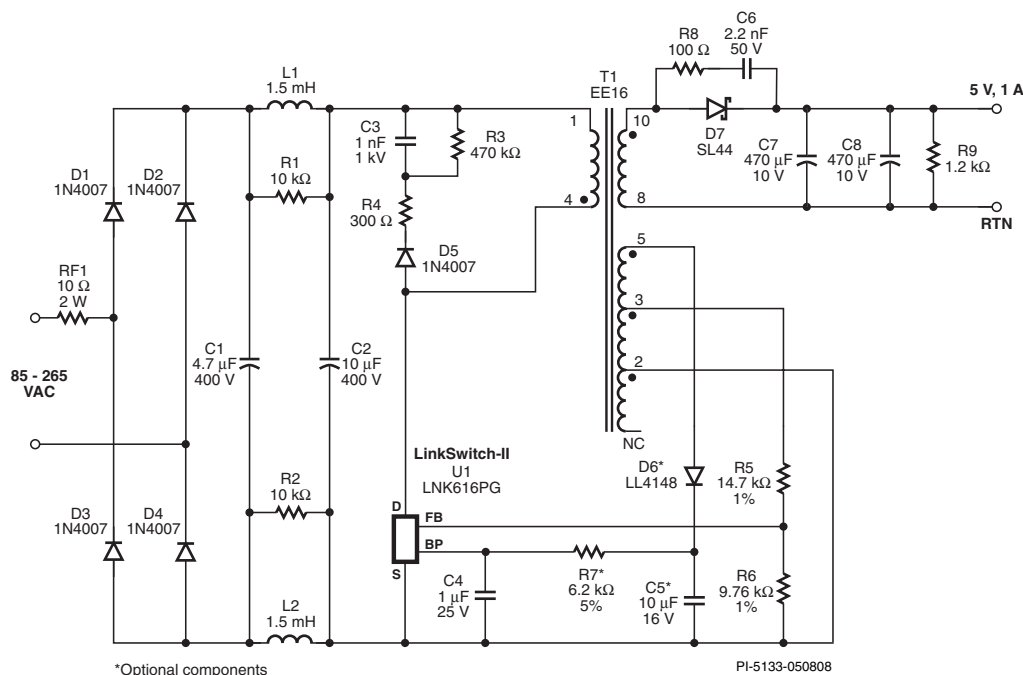 C6
2.2 nF
50 V
R8
100 Ω
L1
1.5 mH
T1
EE16
5 V, 1 A
1
10
C3
1 nF
1 kV
R3
470 kΩ
D7
SL44
C7
470 µF
10 V
C8
470 µF
10 V
R9
1.2 kΩ
D1
1N4007
D2
1N4007
R1
10 kΩ
R4
300 Ω
4
8
RTN
D5
1N4007
5
RF1
10 Ω
2 W
3
C1
4.7 µF
400 V
C2
10 µF
400 V
2
85 - 265
VAC
NC
LinkSwitch-II
U1
LNK616PG
D6*
LL4148
R5
14.7 kΩ
1%
R2
10 kΩ
D
FB
BP
S
D3
1N4007
D4
1N4007
C4
1 µF
25 V
R7*
6.2 kΩ
5%
C5*
10 µF
16 V
R6
9.76 kΩ
1%
L2
1.5 mH
*Optional components
PI-5133-050808